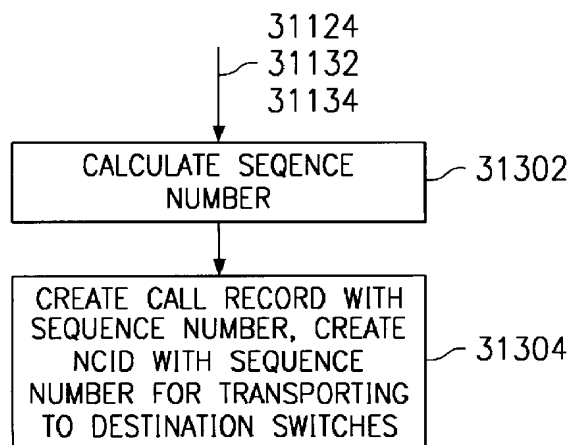 31124
31132
31134
CALCULATE SEQENCE
NUMBER
31302
CREATE CALL RECORD WITH
SEQUENCE NUMBER, CREATE
NCID WITH SEQUENCE
NUMBER FOR TRANSPORTING
TO DESTINATION SWITCHES
31304